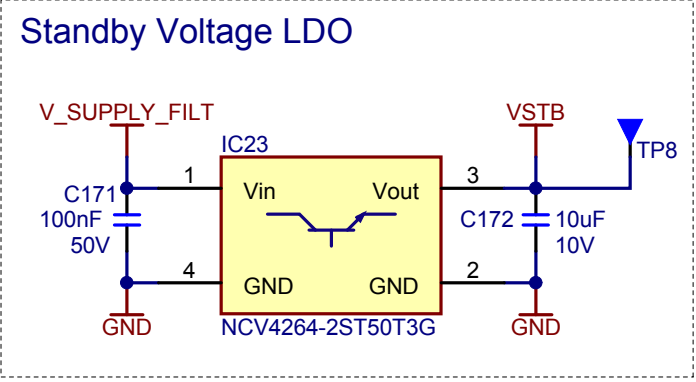 Standby Voltage LDO
V_SUPPLY_FILT
VSTB
IC23
TP8
1
Vin
Vout
3
C171
100nF
50V
C172
10uF
10V
4
GND
GND
2
GND
NCV4264-2ST50T3G
GND